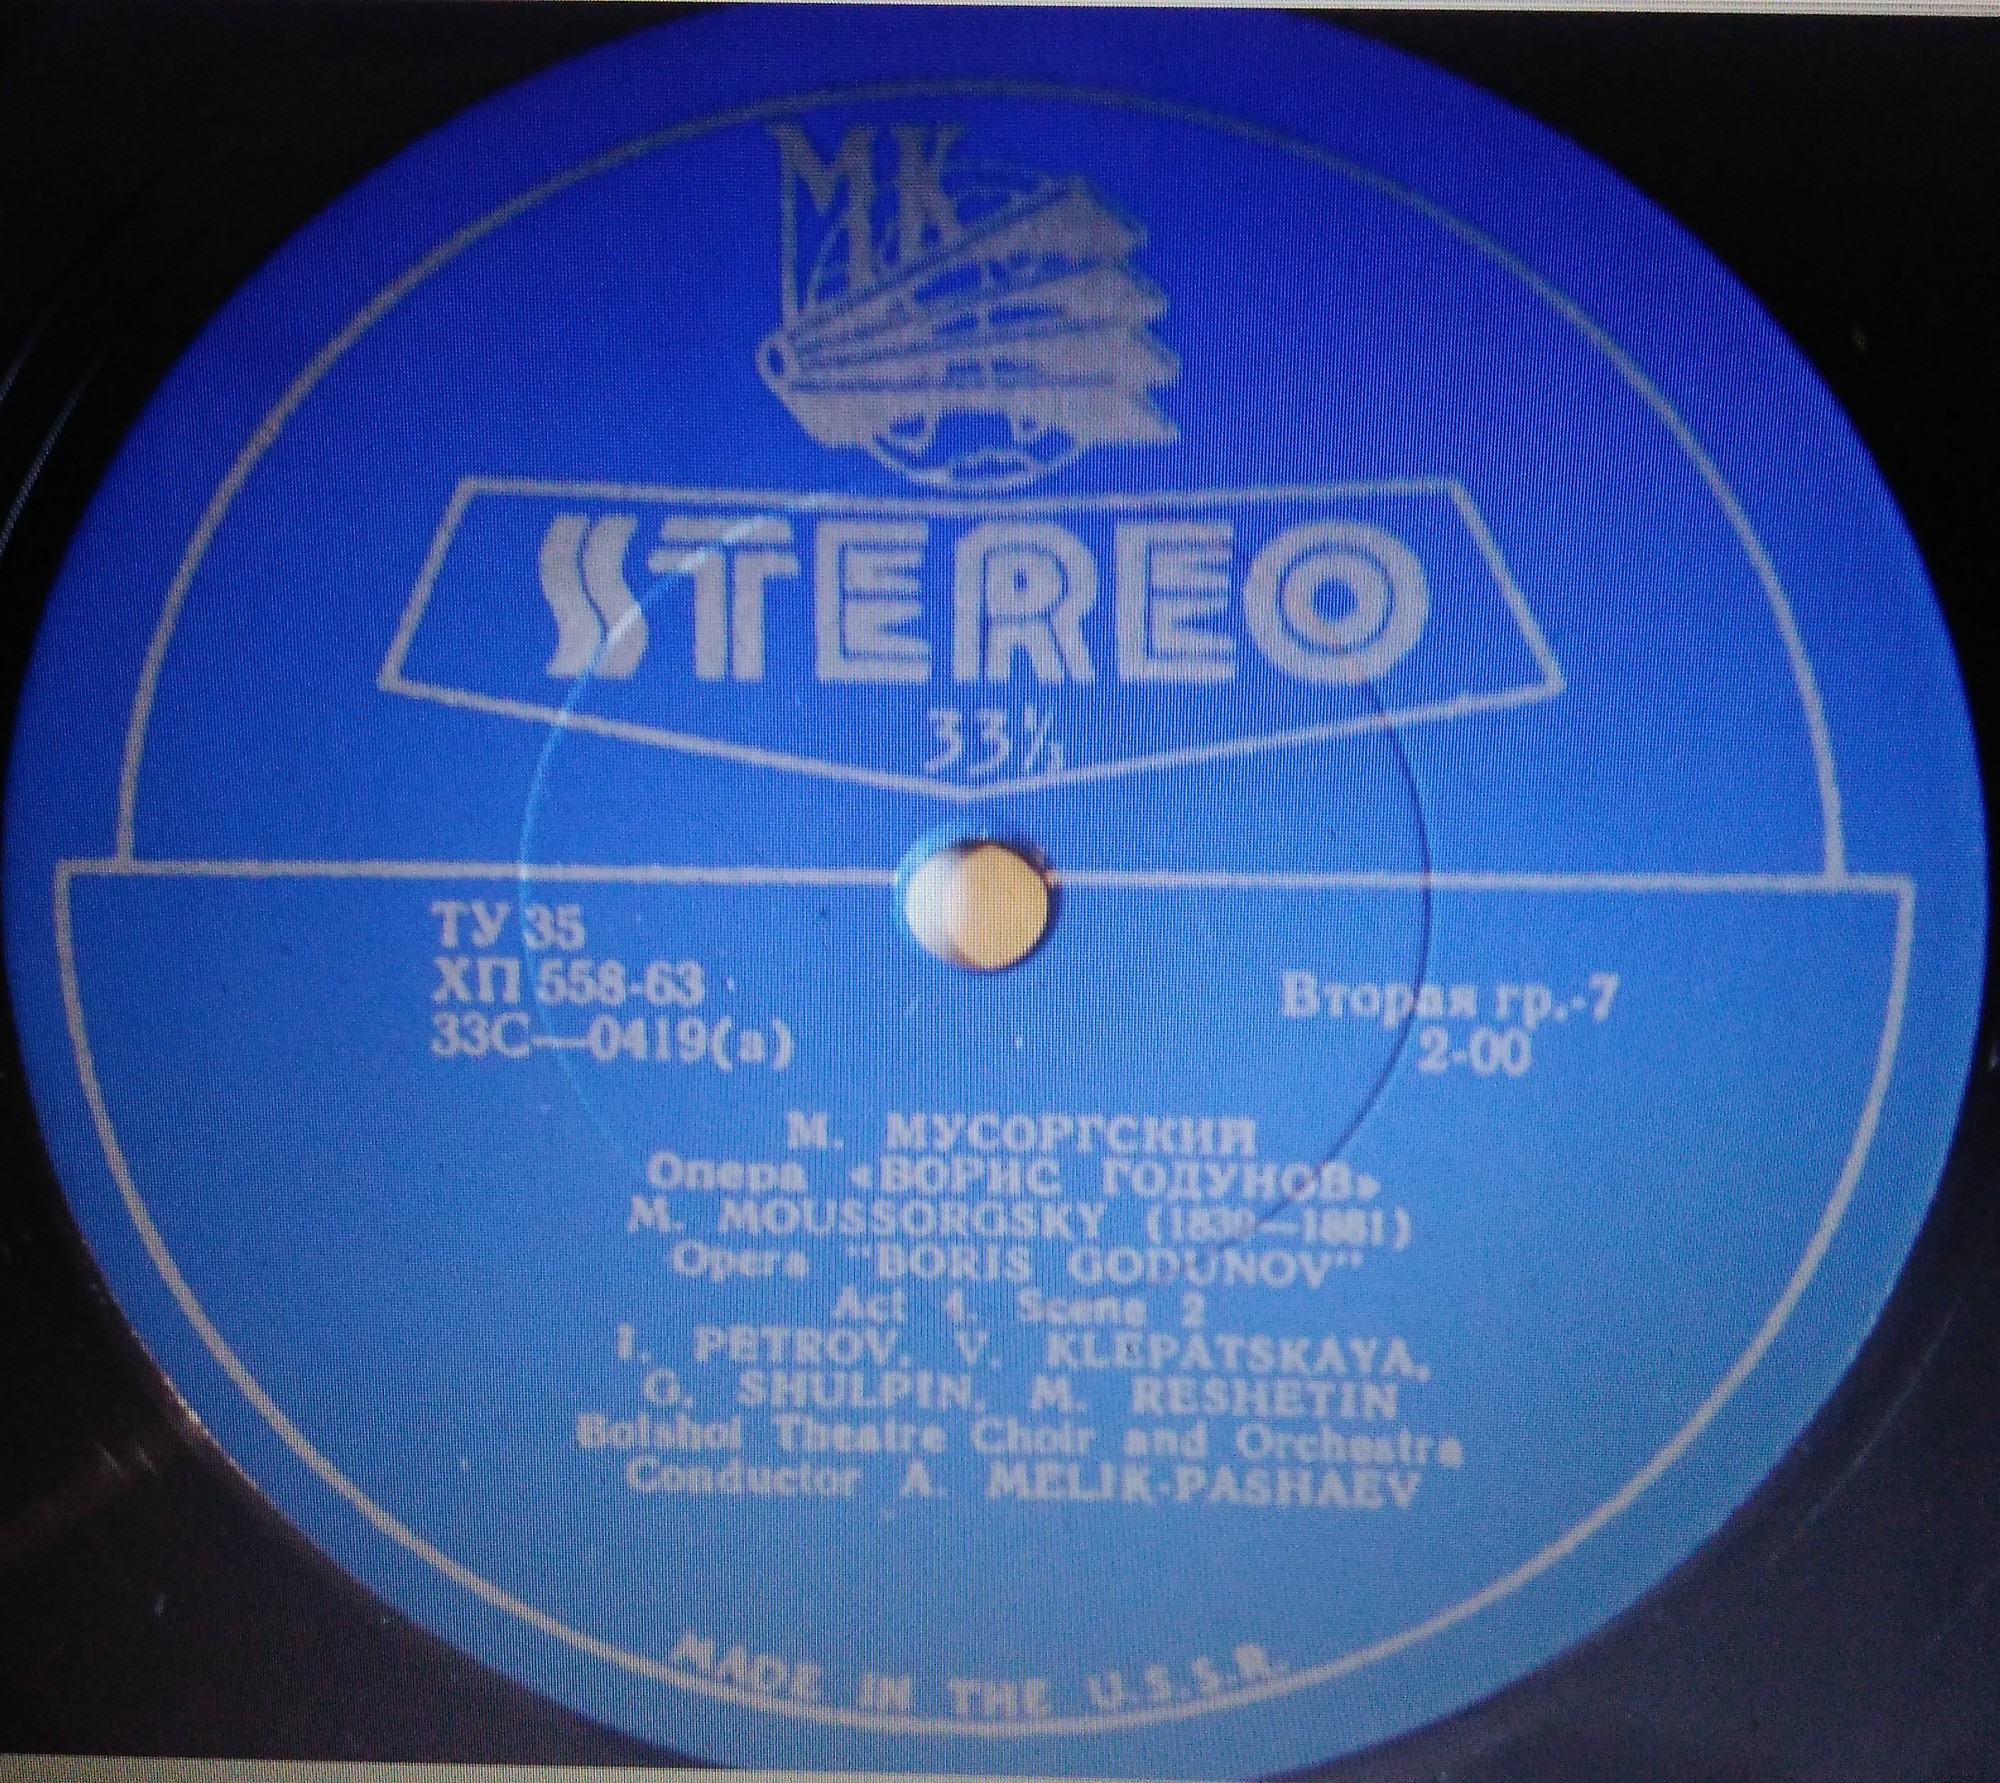 МК
STEREO
33⅓
ТУ 35
ХП 558-63
33С—0419(а)
Вторая гр.-7
2-00
М. МУСОРГСКИЙ
Опера «БОРИС ГОДУНОВ»
M. MOUSSORGSKY (1839—1881)
Opera "BORIS GODUNOV"
Act 4. Scene 2
I. PETROV, V. KLEPATSKAYA,
G. SHULPIN, M. RESHETIN
Bolshoi Theatre Choir and Orchestra
Conductor A. MELIK-PASHAEV
MADE IN THE U.S.S.R.